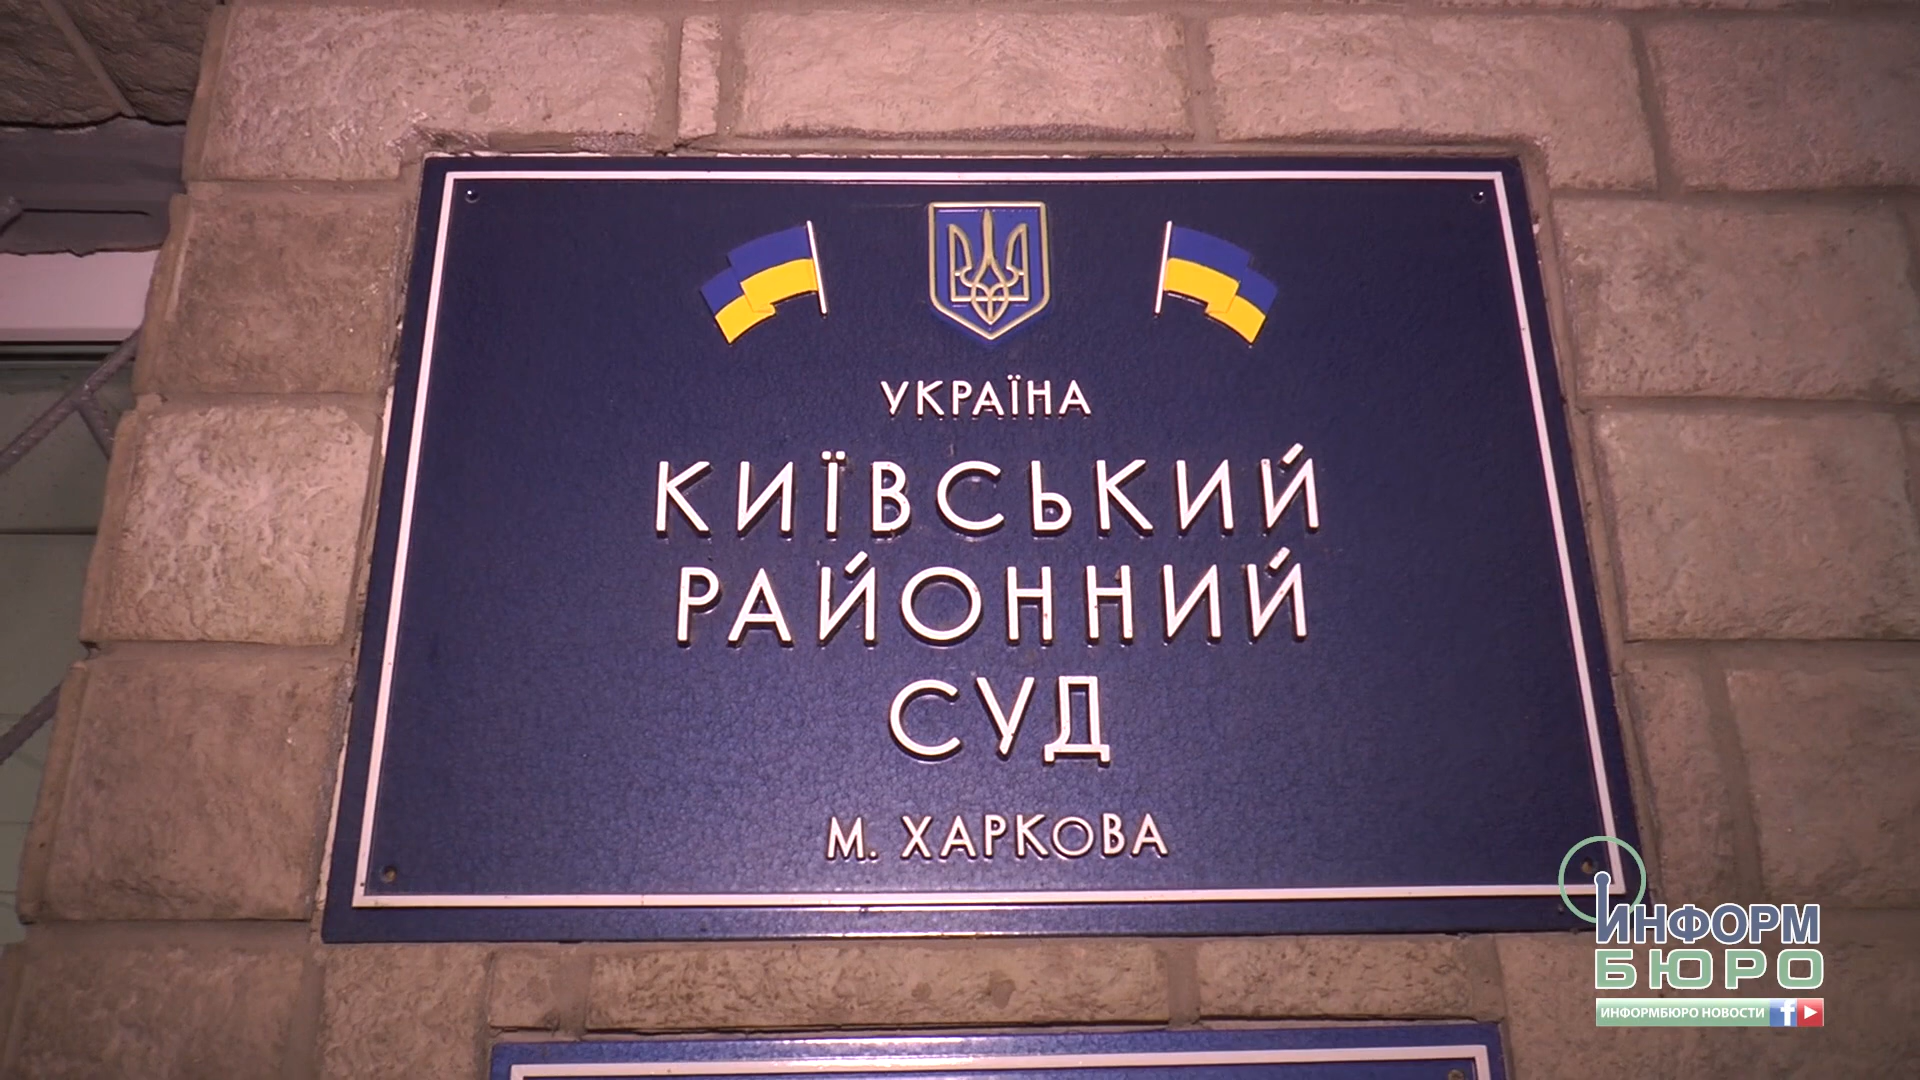 УКРАЇНА
КИЇВСЬКИЙ
РАЙОННИЙ
СУД
М. ХАРКОВА
ИНФОРМ
БЮРО
ИНФОРМБЮРО НОВОСТИ